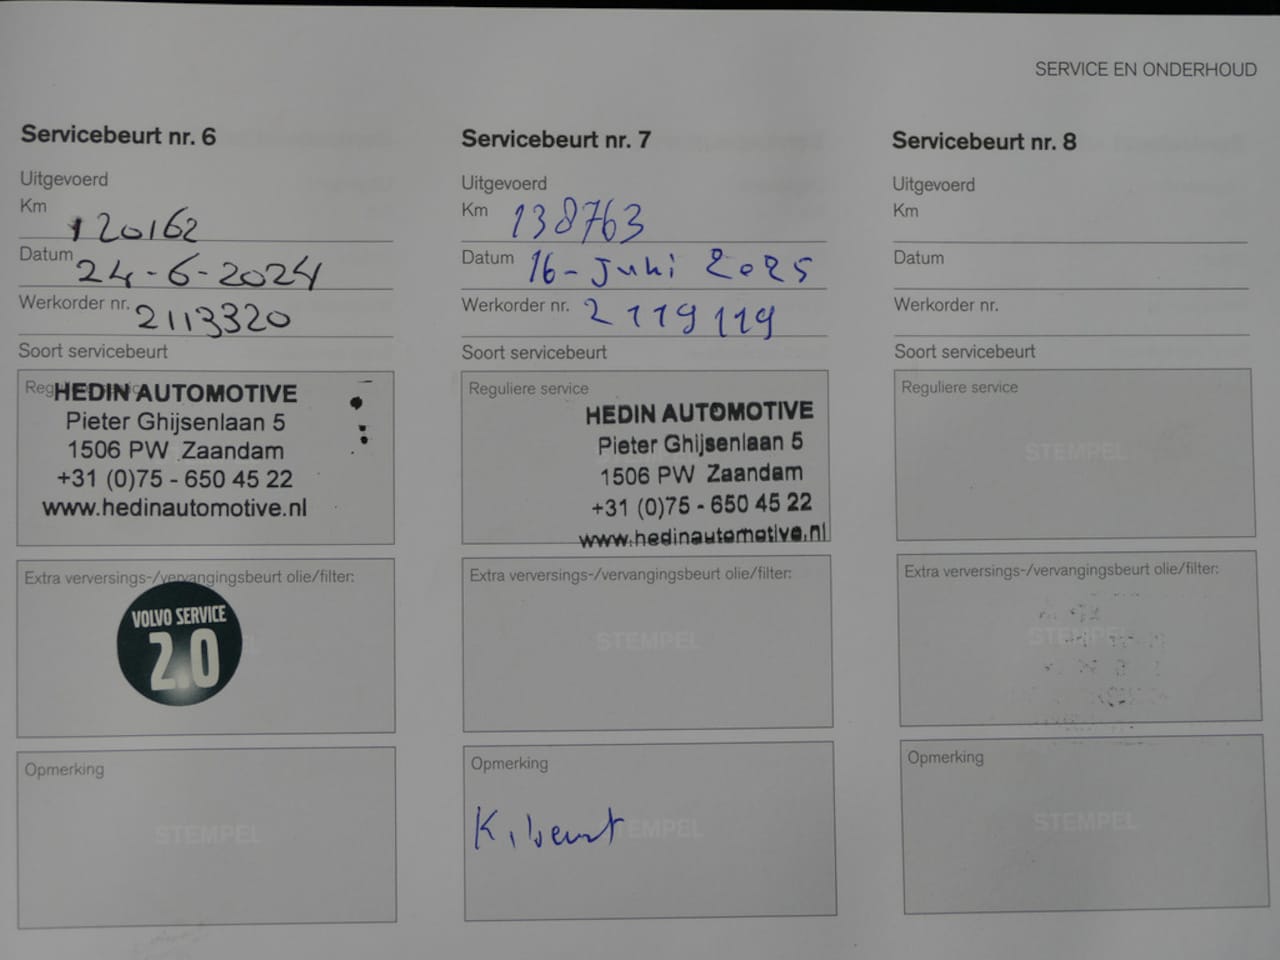 SERVICE EN ONDERHOUD
Servicebeurt nr. 6
Uitgevoerd
Km 120162
Datum 24-6-2024
Werkorder nr. 2113320
Soort servicebeurt
Reguliere service
HEDIN AUTOMOTIVE
Pieter Ghijsenlaan 5
1506 PW Zaandam
+31 (0)75 - 650 45 22
www.hedinautomotive.nl
Extra verversings-/vervangingsbeurt olie/filter:
VOLVO SERVICE
2.0
Opmerking
STEMPEL
Servicebeurt nr. 7
Uitgevoerd
Km 138763
Datum 16-Juni 2025
Werkorder nr. 2119119
Soort servicebeurt
Reguliere service
HEDIN AUTOMOTIVE
Pieter Ghijsenlaan 5
1506 PW Zaandam
+31 (0)75 - 650 45 22
www.hedinautomotive.nl
Extra verversings-/vervangingsbeurt olie/filter:
STEMPEL
Opmerking
K.beurt
STEMPEL
Servicebeurt nr. 8
Uitgevoerd
Km
Datum
Werkorder nr.
Soort servicebeurt
Reguliere service
STEMPEL
Extra verversings-/vervangingsbeurt olie/filter:
STEMPEL
Opmerking
STEMPEL